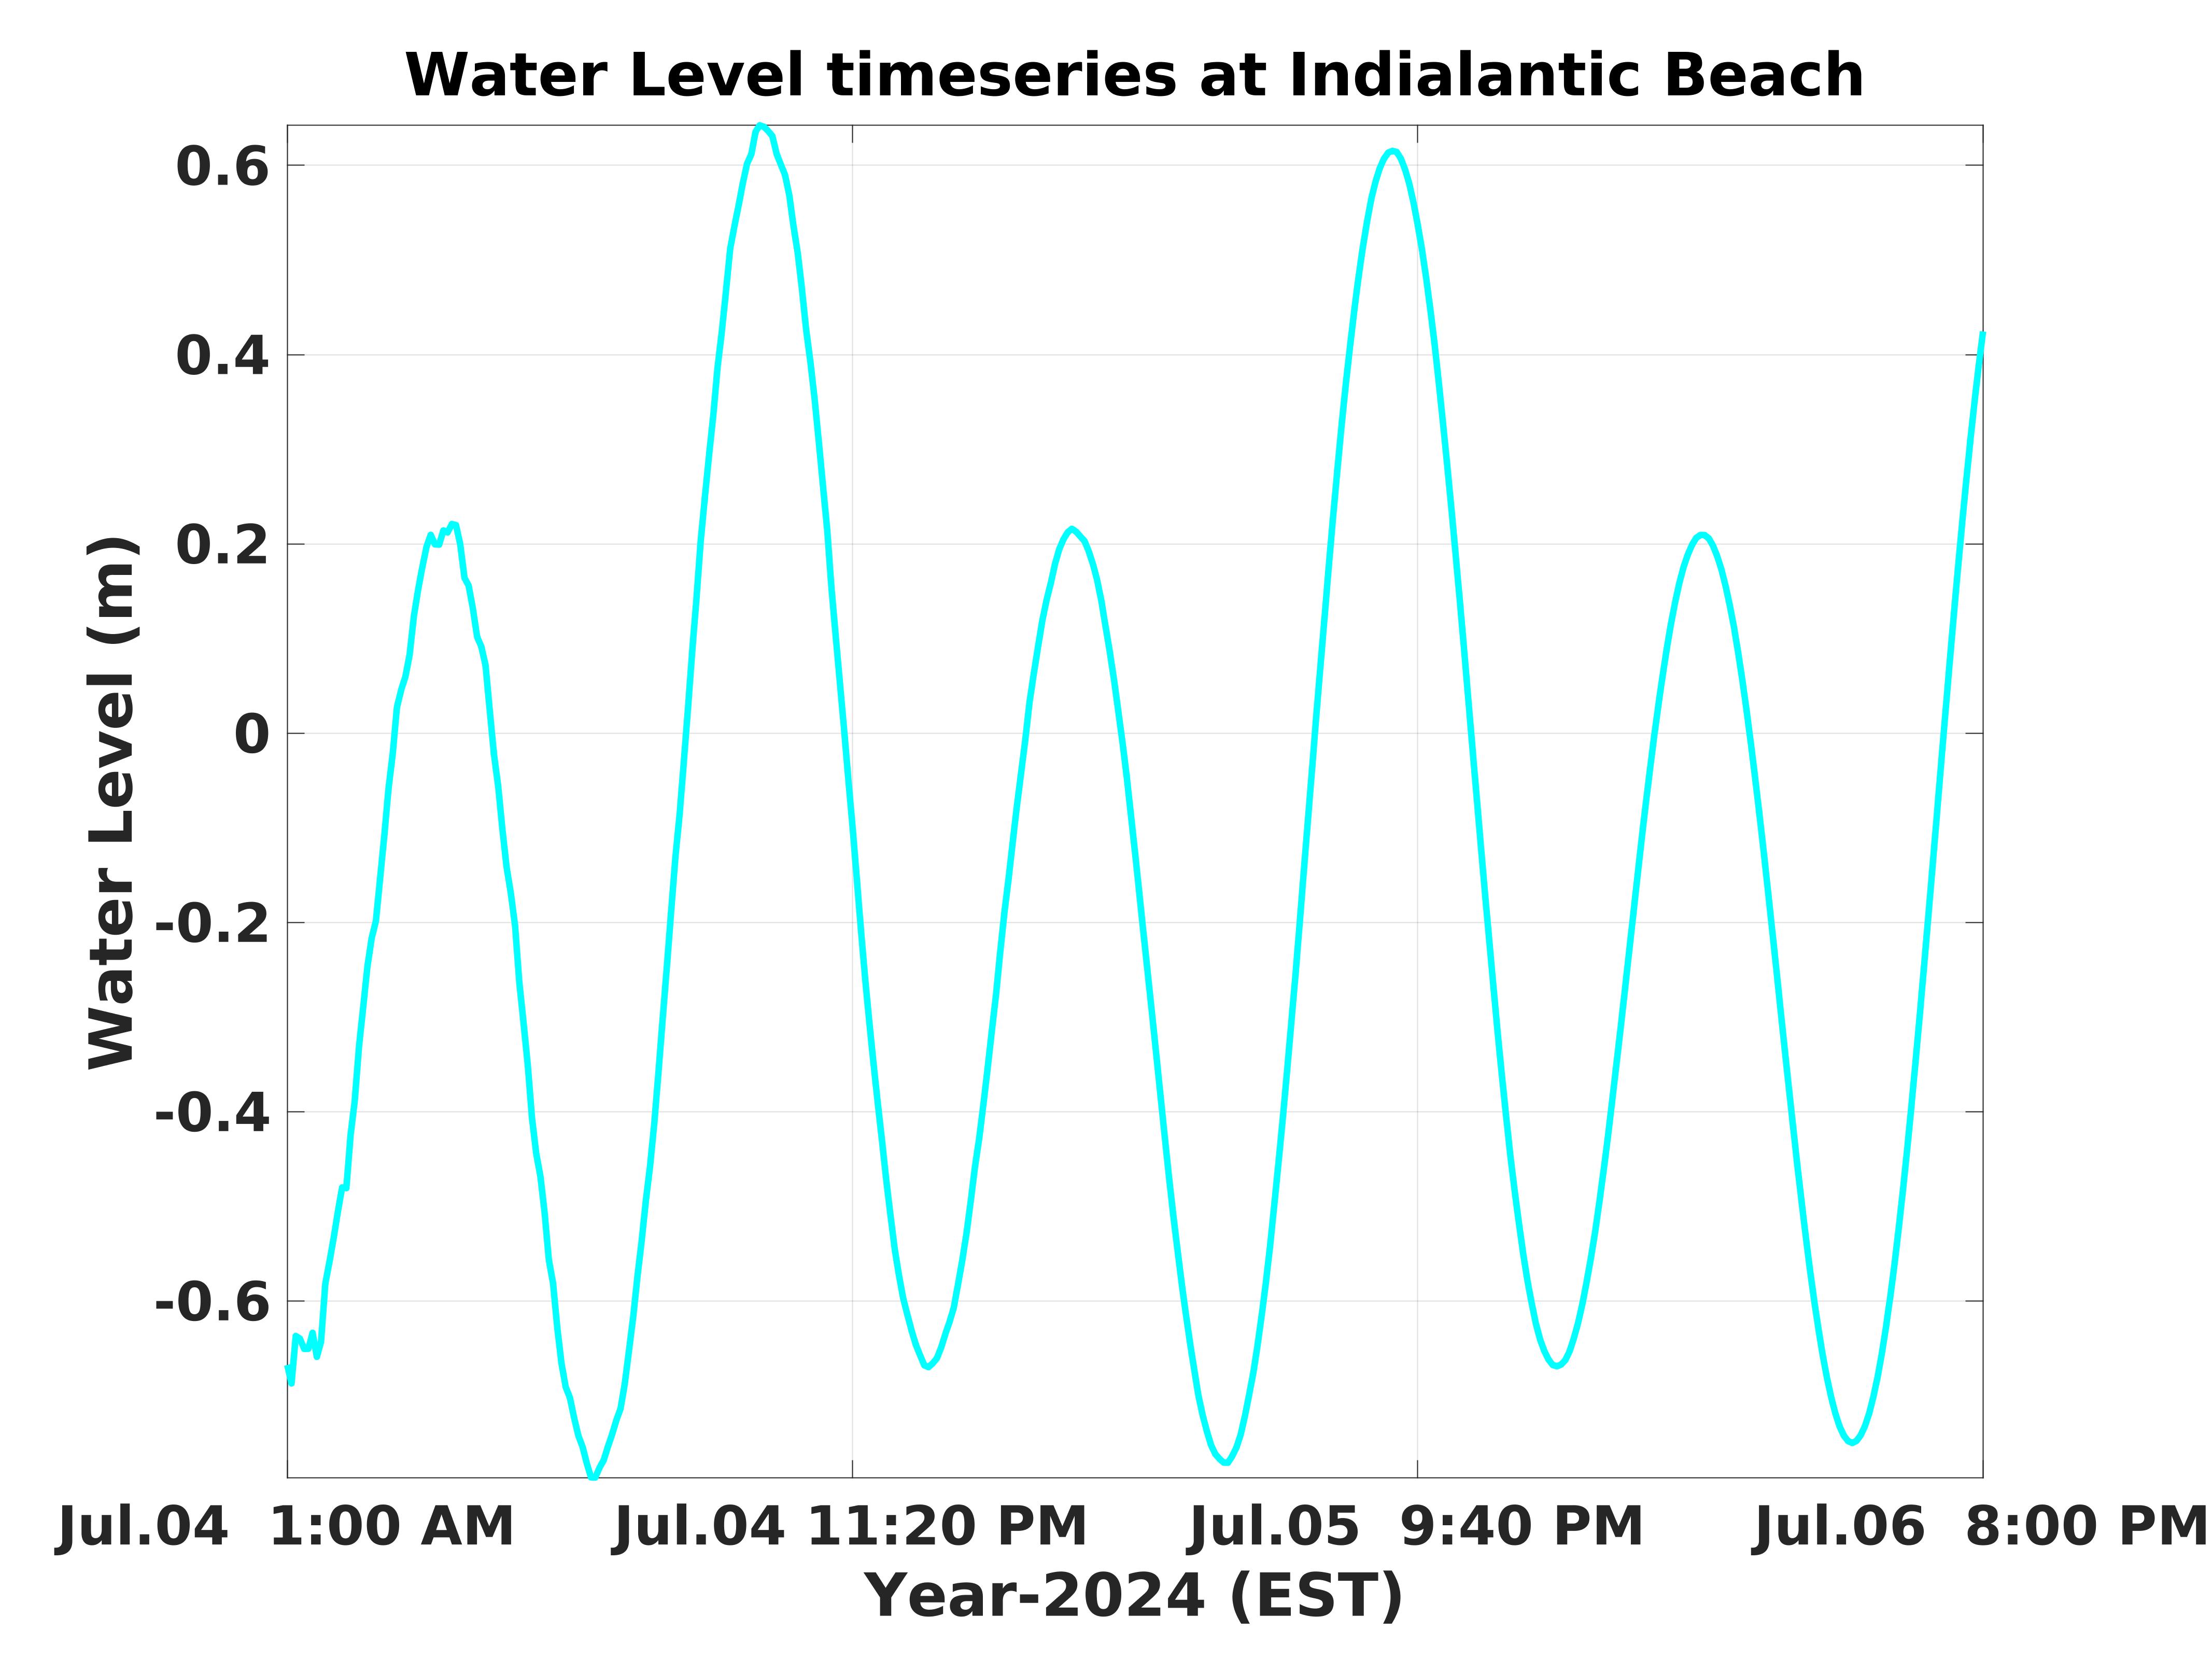 Water Level timeseries at Indialantic Beach
0.6
0.4
0.2
0
-0.2
-0.4
-0.6
Water Level (m)
Jul.04 1:00 AM Jul.04 11:20 PM Jul.05 9:40 PM Jul.06 8:00 PM
Year-2024 (EST)